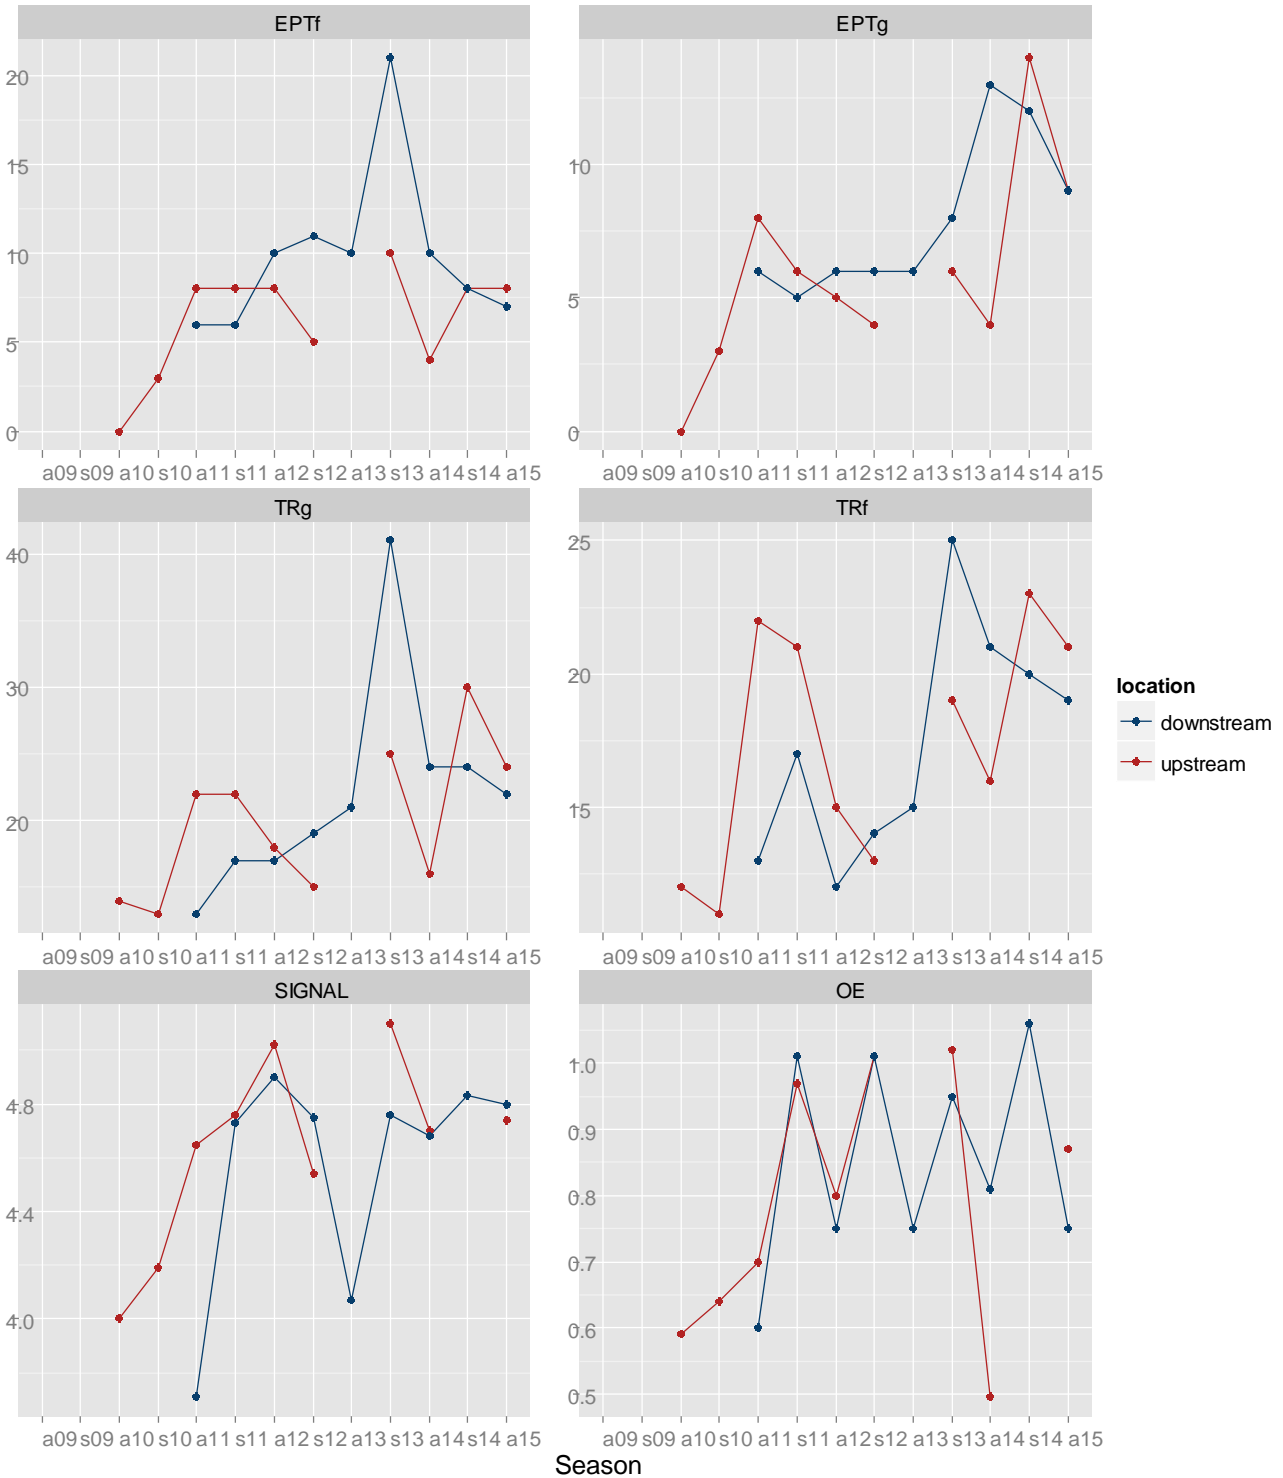 EPTf EPTg
20
15
10
5
0
10
5
0
a09 s09 a10 s10 a11 s11 a12 s12 a13 s13 a14 s14 a15
a09 s09 a10 s10 a11 s11 a12 s12 a13 s13 a14 s14 a15
TRg TRf
40
30
20
25
20
15
a09 s09 a10 s10 a11 s11 a12 s12 a13 s13 a14 s14 a15
a09 s09 a10 s10 a11 s11 a12 s12 a13 s13 a14 s14 a15
location
downstream
upstream
SIGNAL OE
4.8
4.4
4.0
1.0
0.9
0.8
0.7
0.6
0.5
a09 s09 a10 s10 a11 s11 a12 s12 a13 s13 a14 s14 a15
a09 s09 a10 s10 a11 s11 a12 s12 a13 s13 a14 s14 a15
Season